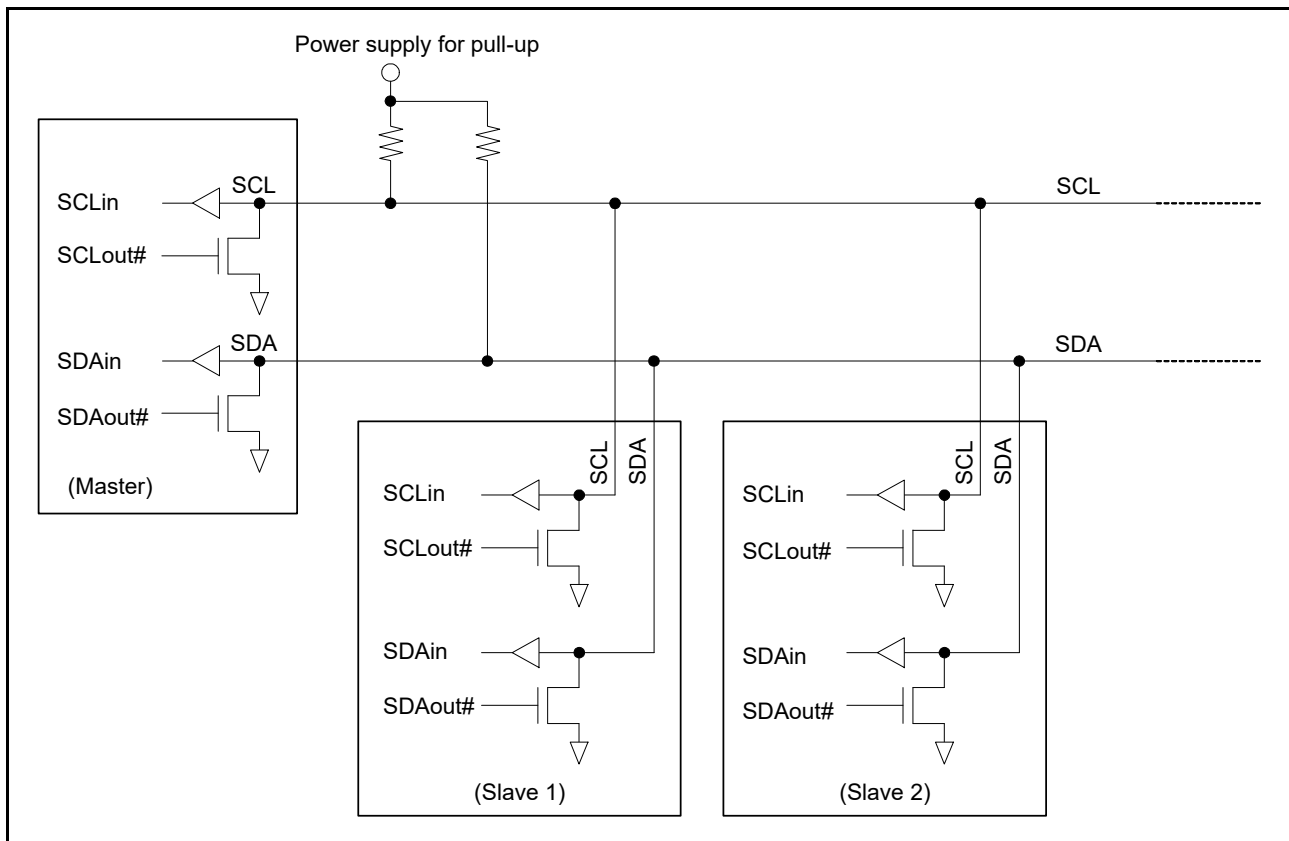 Power supply for pull-up
SCL
SCLin
SCLout#
SDA
SDAin
SDAout#
(Master)
SCL
SDA
SCL
SDA
SCLin
SCLout#
SDAin
SDAout#
(Slave 1)
SCL
SDA
SCLin
SCLout#
SDAin
SDAout#
(Slave 2)